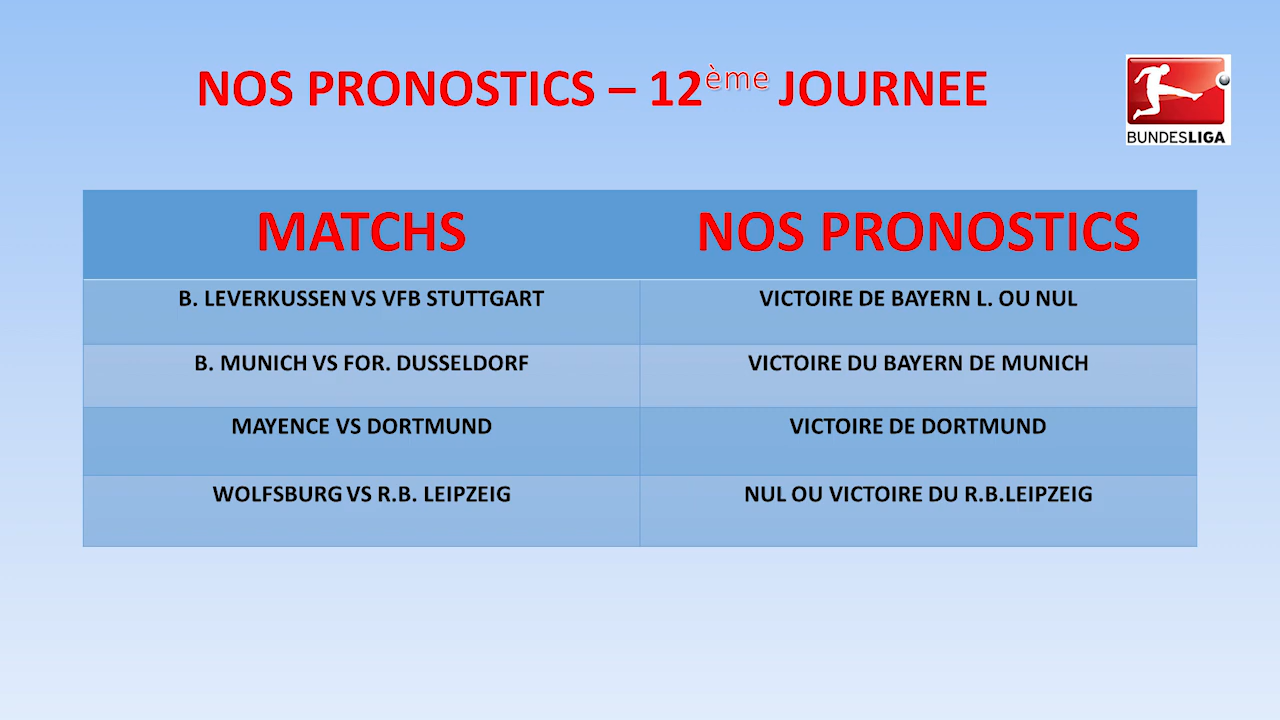 NOS PRONOSTICS – 12ème JOURNEE
BUNDESLIGA
MATCHS
NOS PRONOSTICS
B. LEVERKUSSEN VS VFB STUTTGART
VICTOIRE DE BAYERN L. OU NUL
B. MUNICH VS FOR. DUSSELDORF
VICTOIRE DU BAYERN DE MUNICH
MAYENCE VS DORTMUND
VICTOIRE DE DORTMUND
WOLFSBURG VS R.B. LEIPZEIG
NUL OU VICTOIRE DU R.B.LEIPZEIG